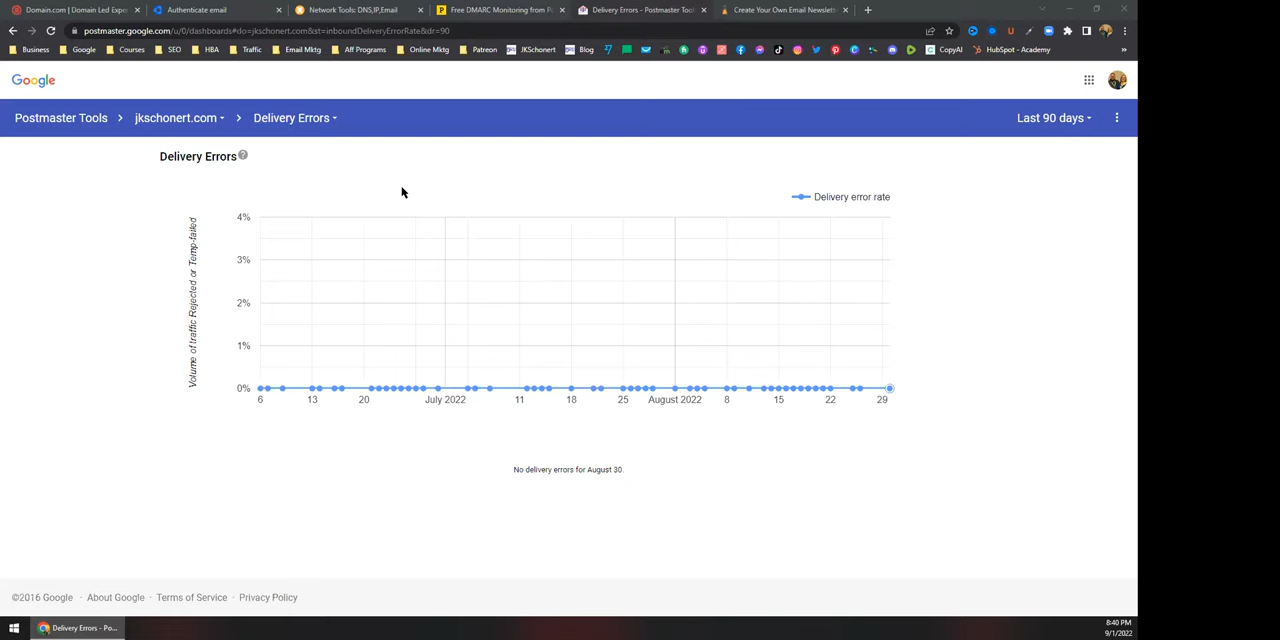 Domain.com | Domain Led Expe
Authenticate email
Network Tools: DNS,IP,Email
Free DMARC Monitoring from Po
Delivery Errors - Postmaster Tool
Create Your Own Email Newslett
postmaster.google.com/u/0/dashboards#do=jkschonert.com&st=inboundDeliveryErrorRate&dr=90
Business
Google
Courses
SEO
HBA
Traffic
Email Mktg
Aff Programs
Online Mktg
Patreon
JKSchonert
Blog
CopyAI
HubSpot - Academy
Google
Postmaster Tools > jkschonert.com > Delivery Errors
Last 90 days
Delivery Errors
Delivery error rate
Volume of traffic Rejected or Temp-failed
4%
3%
2%
1%
0%
6 13 20 July 2022 11 18 25 August 2022 8 15 22 29
No delivery errors for August 30.
©2016 Google · About Google · Terms of Service · Privacy Policy
Delivery Errors - Po...
8:40 PM
9/1/2022